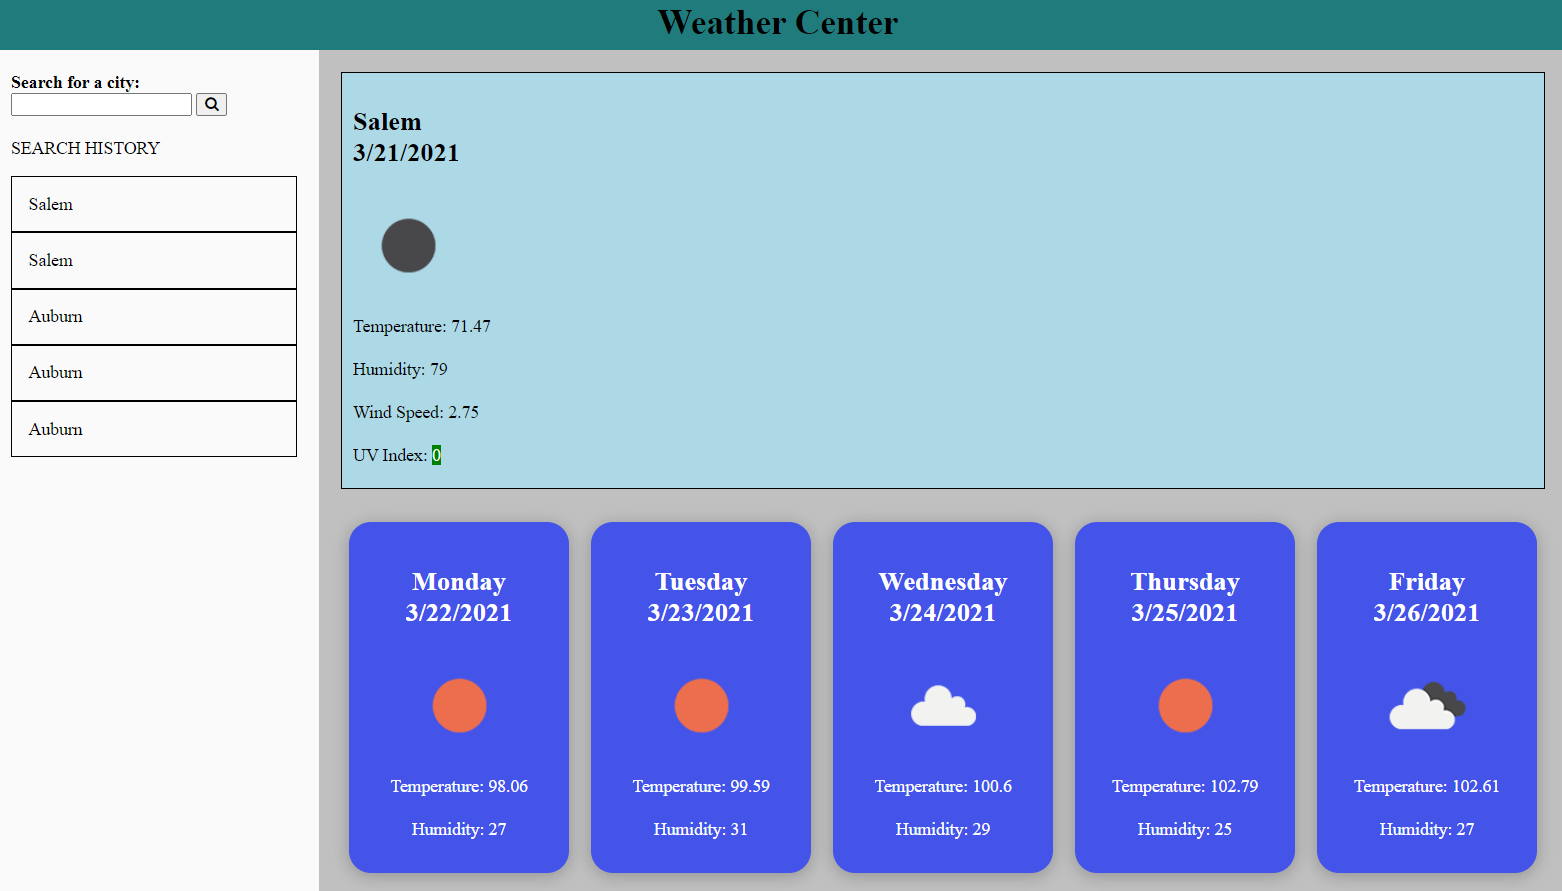 Weather Center
Search for a city:
SEARCH HISTORY
Salem
Salem
Auburn
Auburn
Auburn
Salem
3/21/2021
Temperature: 71.47
Humidity: 79
Wind Speed: 2.75
UV Index: 0
Monday
3/22/2021
Temperature: 98.06
Humidity: 27
Tuesday
3/23/2021
Temperature: 99.59
Humidity: 31
Wednesday
3/24/2021
Temperature: 100.6
Humidity: 29
Thursday
3/25/2021
Temperature: 102.79
Humidity: 25
Friday
3/26/2021
Temperature: 102.61
Humidity: 27